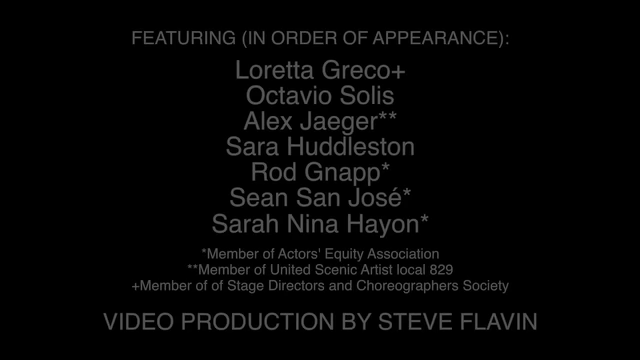 FEATURING (IN ORDER OF APPEARANCE):
Loretta Greco+
Octavio Solis
Alex Jaeger**
Sara Huddleston
Rod Gnapp*
Sean San José*
Sarah Nina Hayon*
*Member of Actors' Equity Association
**Member of United Scenic Artist local 829
+Member of of Stage Directors and Choreographers Society
VIDEO PRODUCTION BY STEVE FLAVIN